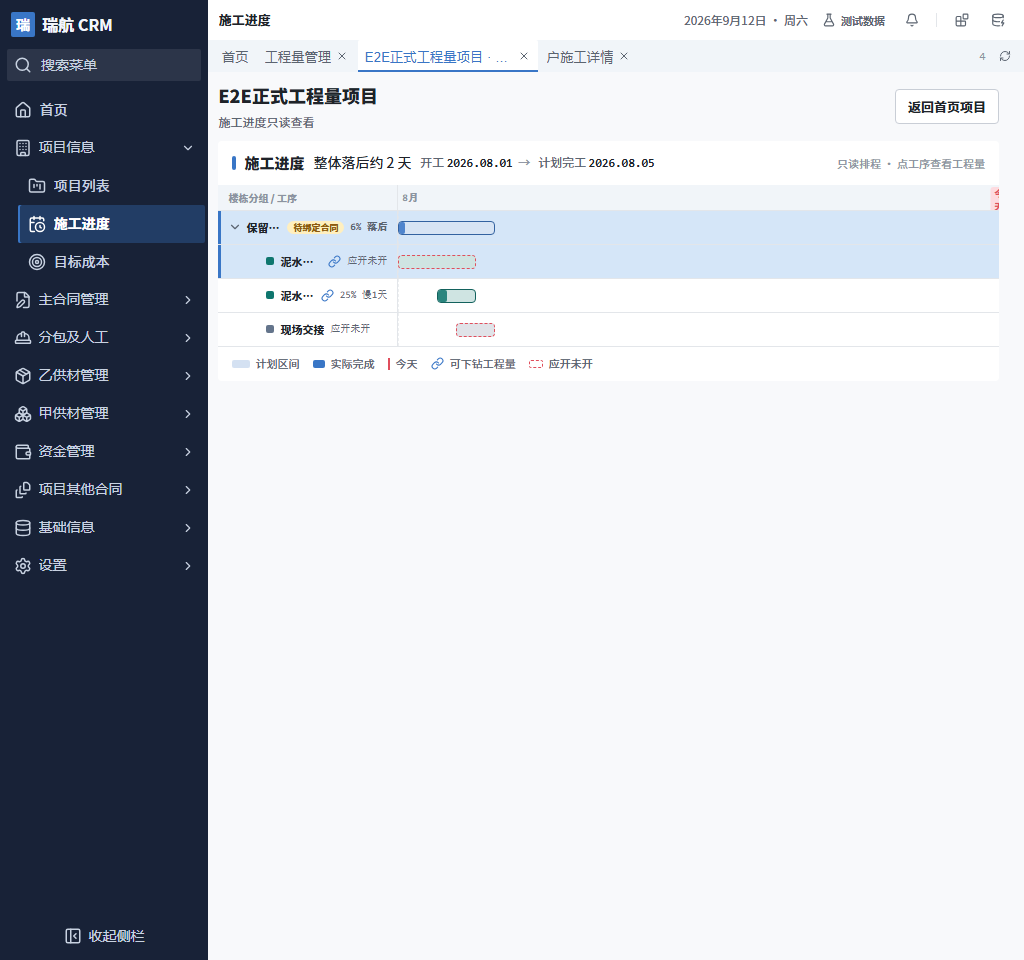 瑞 瑞航 CRM
搜索菜单
首页
项目信息
项目列表
施工进度
目标成本
主合同管理
分包及人工
乙供材管理
甲供材管理
资金管理
项目其他合同
基础信息
设置
收起侧栏
施工进度
2026年9月12日 · 周六
测试数据
首页
工程量管理
E2E正式工程量项目 · …
户施工详情
4
E2E正式工程量项目
施工进度只读查看
返回首页项目
施工进度 整体落后约 2 天 开工 2026.08.01 → 计划完工 2026.08.05
只读排程 · 点工序查看工程量
楼栋分组 / 工序
8月
今天
保留… 待绑定合同 6% 落后
泥水… 应开未开
泥水… 25% 慢1天
现场交接 应开未开
计划区间 实际完成 今天 可下钻工程量 应开未开